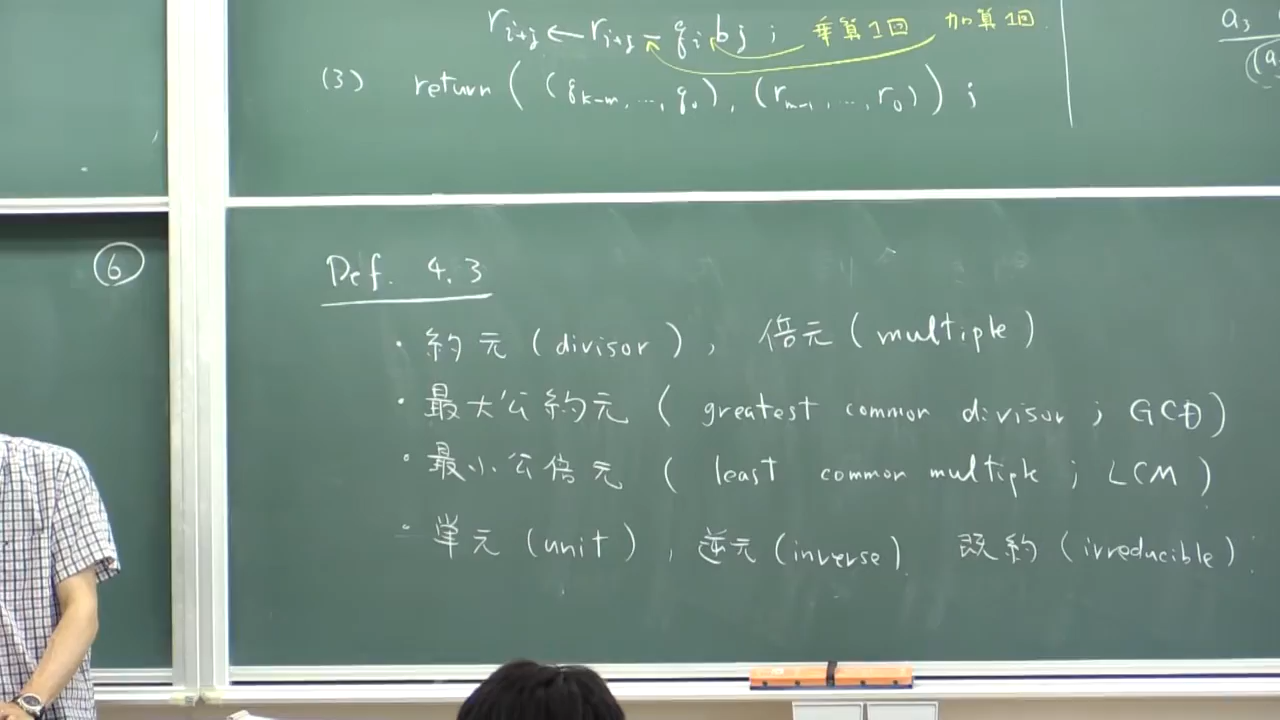 r_{i+j} ← r_{i+j} - q_i b_j ; 乗算1回 加算1回
(3) return ( (q_{k-m}, ..., q_0), (r_{m-1}, ..., r_0) ) ;
a_3
6
Def. 4.3
・約元 (divisor), 倍元 (multiple)
・最大公約元 (greatest common divisor ; GCD)
・最小公倍元 (least common multiple ; LCM)
・単元 (unit), 逆元 (inverse) 既約 (irreducible)